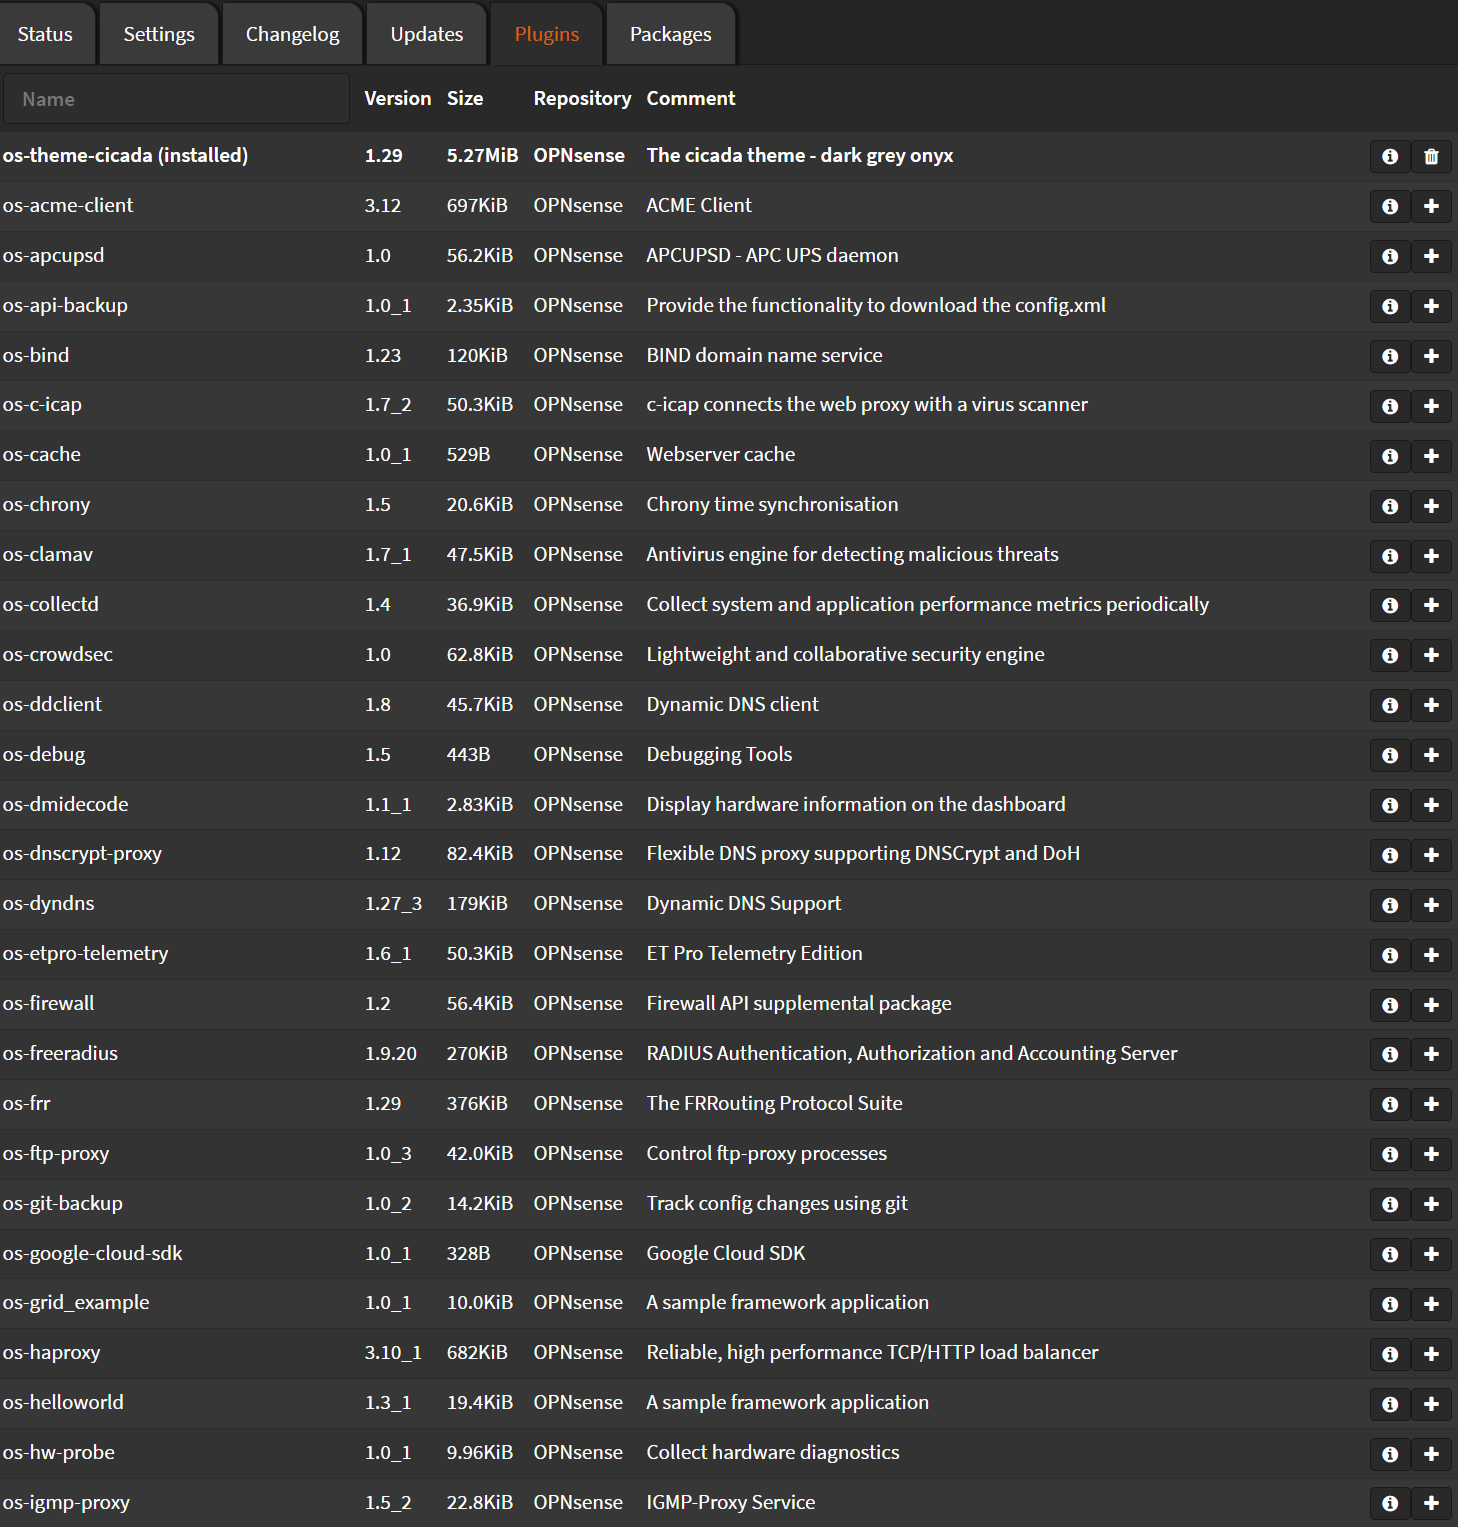 Status Settings Changelog Updates Plugins Packages
Name Version Size Repository Comment
os-theme-cicada (installed) 1.29 5.27MiB OPNsense The cicada theme - dark grey onyx
os-acme-client 3.12 697KiB OPNsense ACME Client
os-apcupsd 1.0 56.2KiB OPNsense APCUPSD - APC UPS daemon
os-api-backup 1.0_1 2.35KiB OPNsense Provide the functionality to download the config.xml
os-bind 1.23 120KiB OPNsense BIND domain name service
os-c-icap 1.7_2 50.3KiB OPNsense c-icap connects the web proxy with a virus scanner
os-cache 1.0_1 529B OPNsense Webserver cache
os-chrony 1.5 20.6KiB OPNsense Chrony time synchronisation
os-clamav 1.7_1 47.5KiB OPNsense Antivirus engine for detecting malicious threats
os-collectd 1.4 36.9KiB OPNsense Collect system and application performance metrics periodically
os-crowdsec 1.0 62.8KiB OPNsense Lightweight and collaborative security engine
os-ddclient 1.8 45.7KiB OPNsense Dynamic DNS client
os-debug 1.5 443B OPNsense Debugging Tools
os-dmidecode 1.1_1 2.83KiB OPNsense Display hardware information on the dashboard
os-dnscrypt-proxy 1.12 82.4KiB OPNsense Flexible DNS proxy supporting DNSCrypt and DoH
os-dyndns 1.27_3 179KiB OPNsense Dynamic DNS Support
os-etpro-telemetry 1.6_1 50.3KiB OPNsense ET Pro Telemetry Edition
os-firewall 1.2 56.4KiB OPNsense Firewall API supplemental package
os-freeradius 1.9.20 270KiB OPNsense RADIUS Authentication, Authorization and Accounting Server
os-frr 1.29 376KiB OPNsense The FRRouting Protocol Suite
os-ftp-proxy 1.0_3 42.0KiB OPNsense Control ftp-proxy processes
os-git-backup 1.0_2 14.2KiB OPNsense Track config changes using git
os-google-cloud-sdk 1.0_1 328B OPNsense Google Cloud SDK
os-grid_example 1.0_1 10.0KiB OPNsense A sample framework application
os-haproxy 3.10_1 682KiB OPNsense Reliable, high performance TCP/HTTP load balancer
os-helloworld 1.3_1 19.4KiB OPNsense A sample framework application
os-hw-probe 1.0_1 9.96KiB OPNsense Collect hardware diagnostics
os-igmp-proxy 1.5_2 22.8KiB OPNsense IGMP-Proxy Service